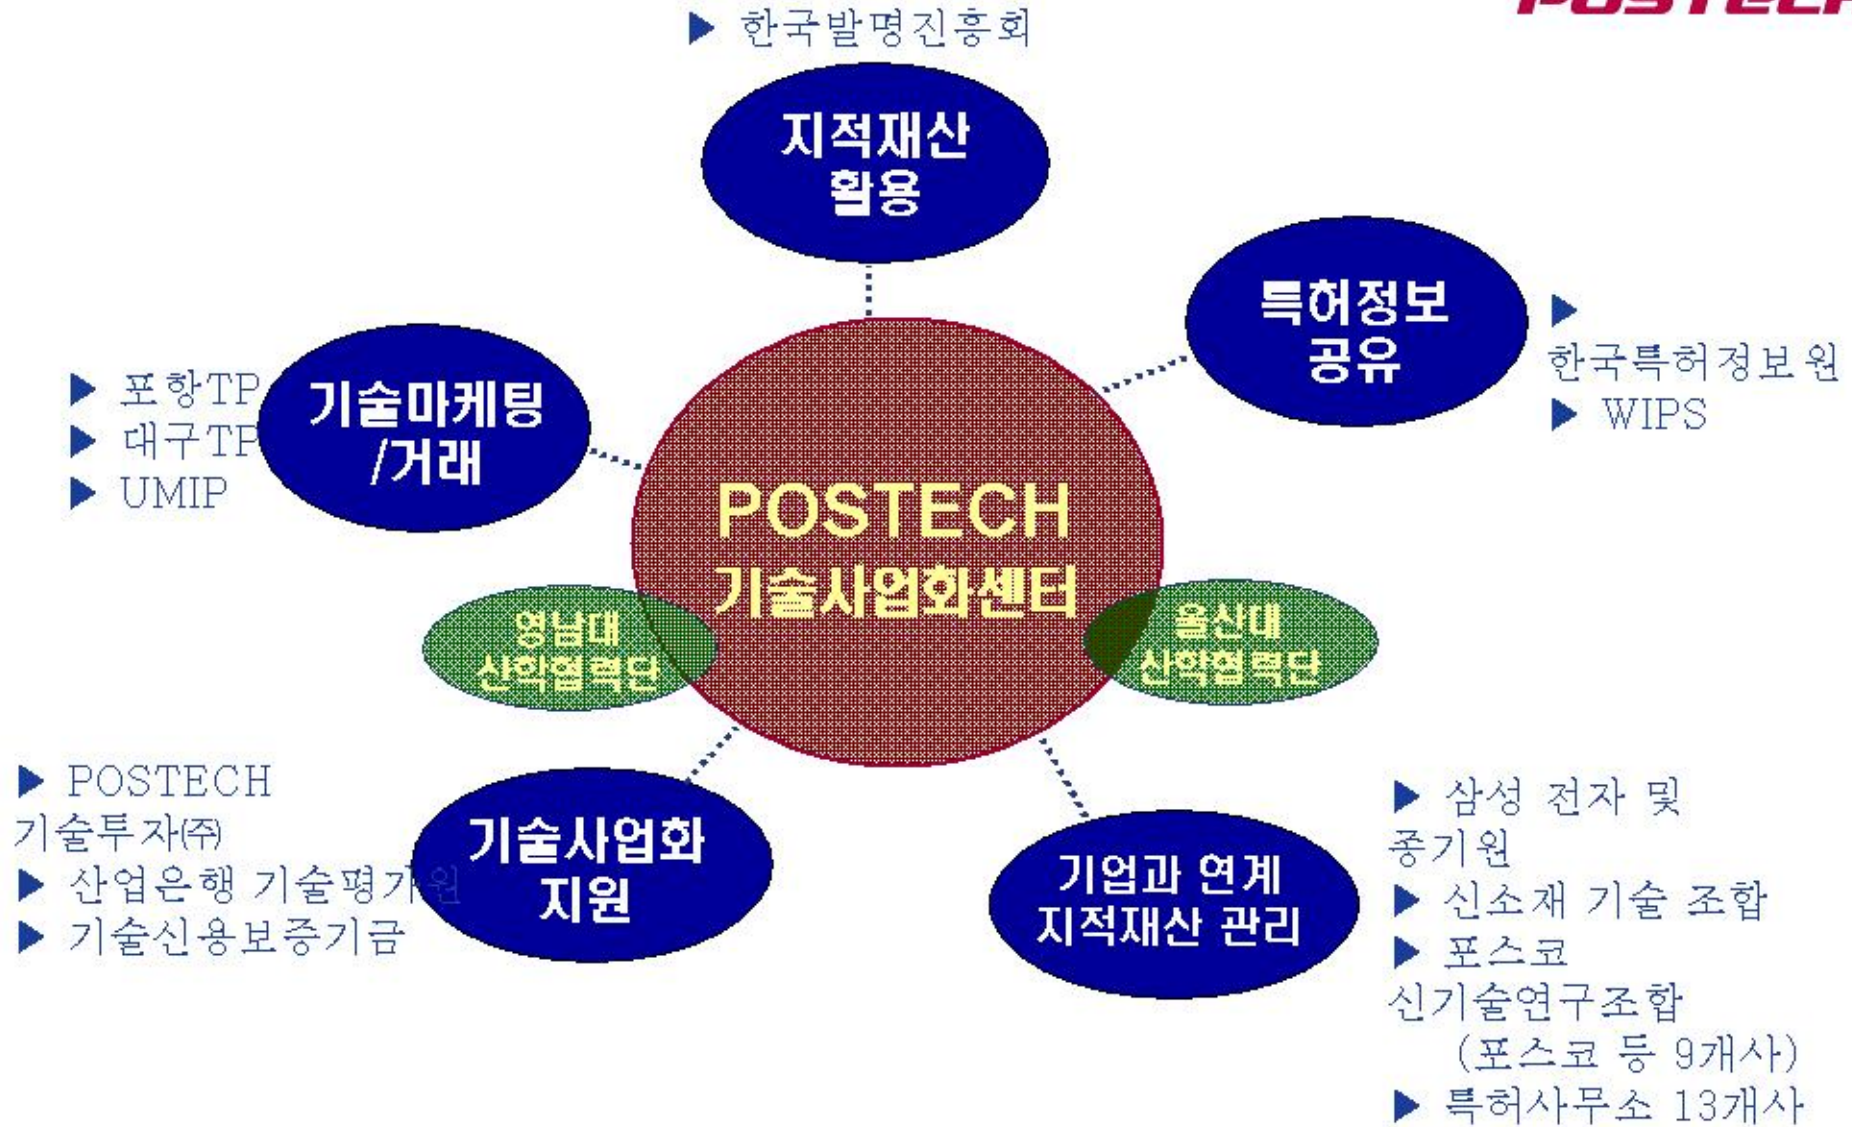 POSTECH
▶ 한국발명진흥회
지적재산
활용
특허정보
공유
▶
한국특허정보원
▶ WIPS
▶ 포항TP
▶ 대구TP
▶ UMIP
기술마케팅
/거래
POSTECH
기술사업화센터
영남대
산학협력단
울산대
산학협력단
▶ POSTECH
기술투자㈜
▶ 산업은행 기술평가원
▶ 기술신용보증기금
기술사업화
지원
기업과 연계
지적재산 관리
▶ 삼성 전자 및
종기원
▶ 신소재 기술 조합
▶ 포스코
신기술연구조합
(포스코 등 9개사)
▶ 특허사무소 13개사